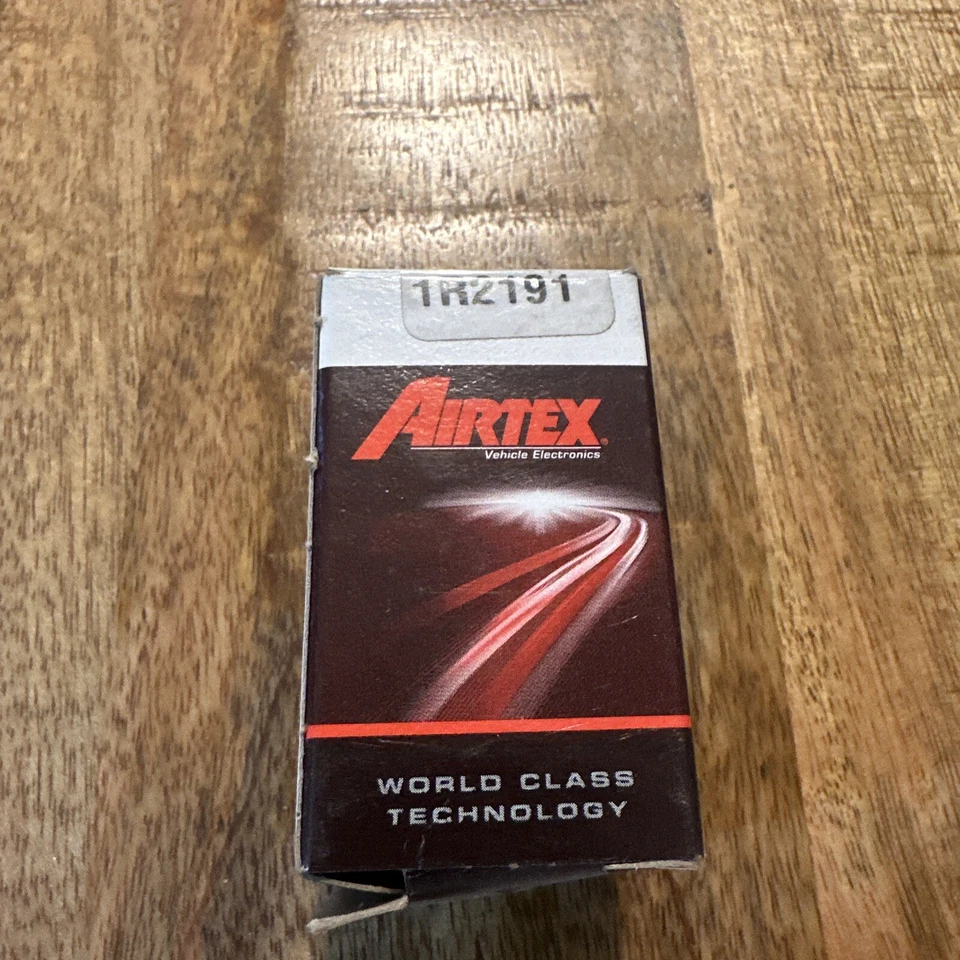 1R2191
AIRTEX®
Vehicle Electronics
WORLD CLASS
TECHNOLOGY